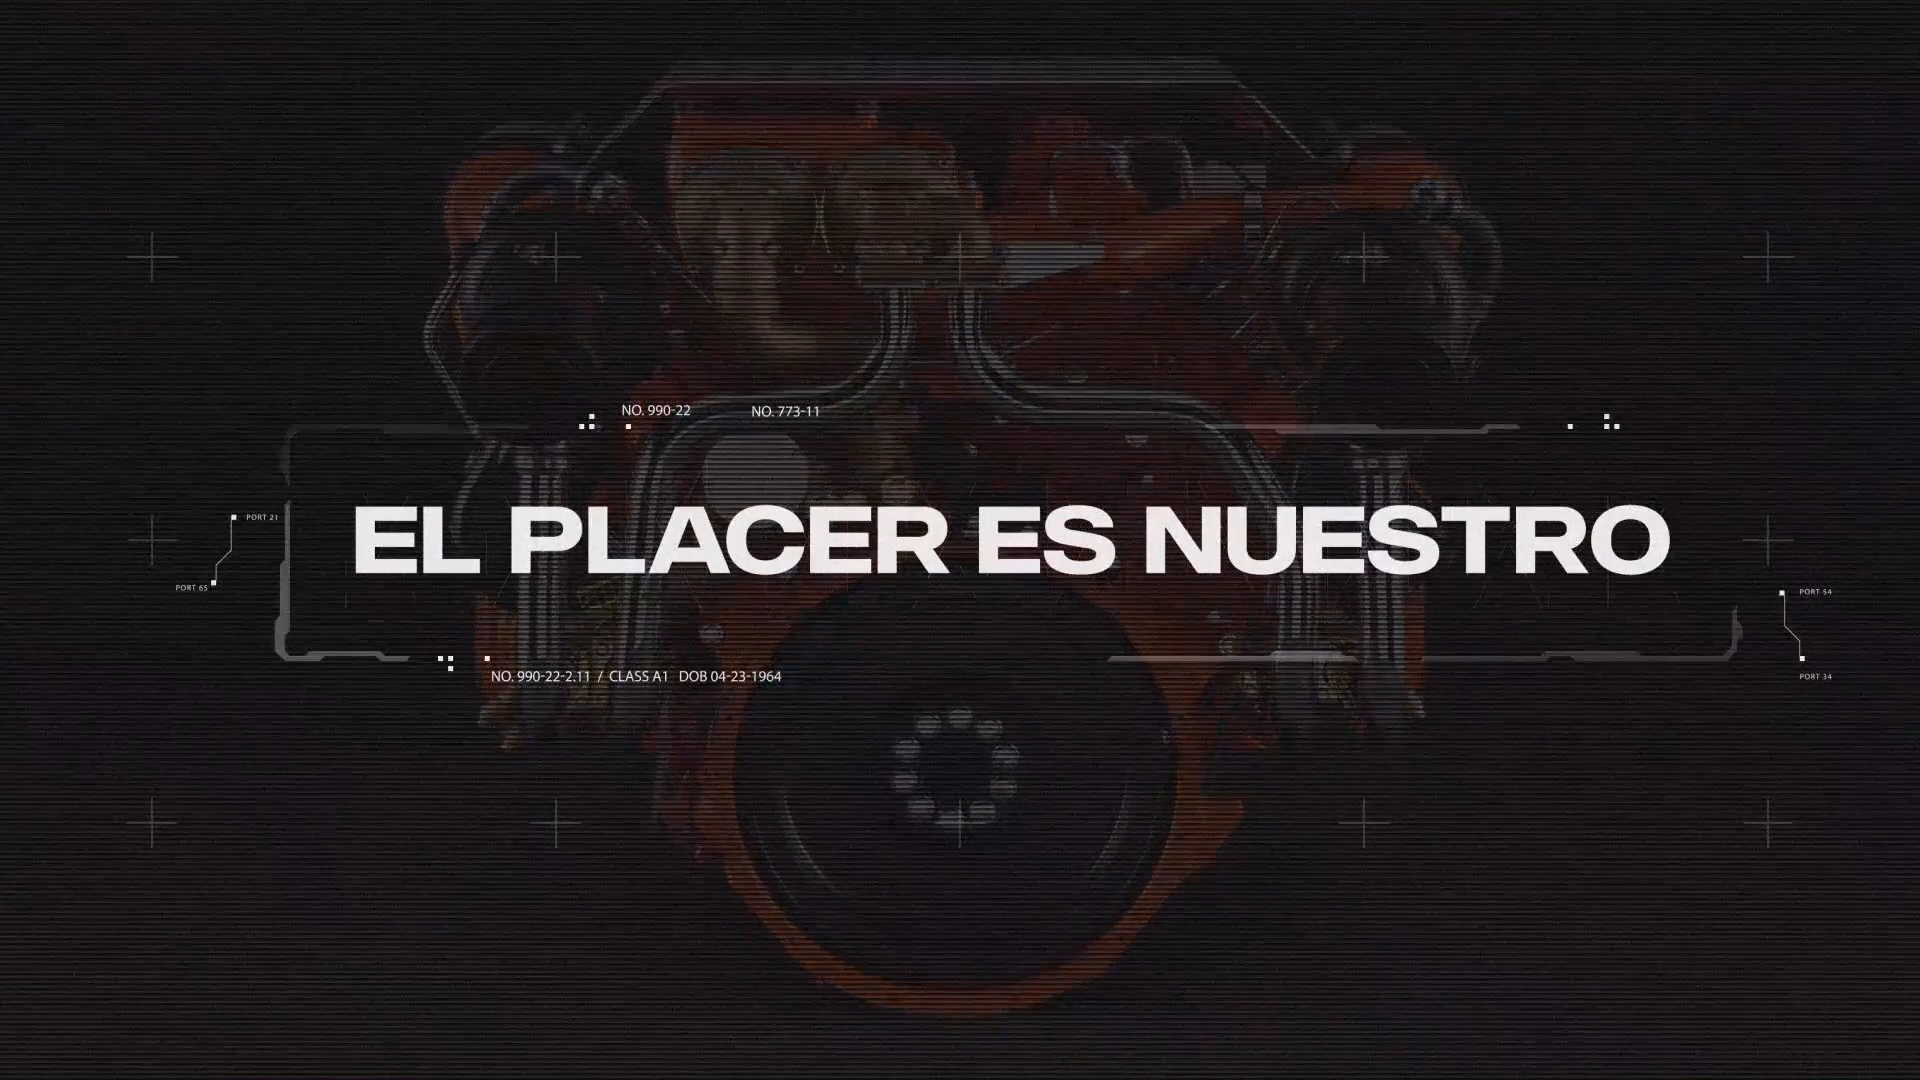 NO. 990-22
NO. 773-11
PORT 21
EL PLACER ES NUESTRO
PORT 65
PORT 54
NO. 990-22-2.11 / CLASS A1 DOB 04-23-1964
PORT 34